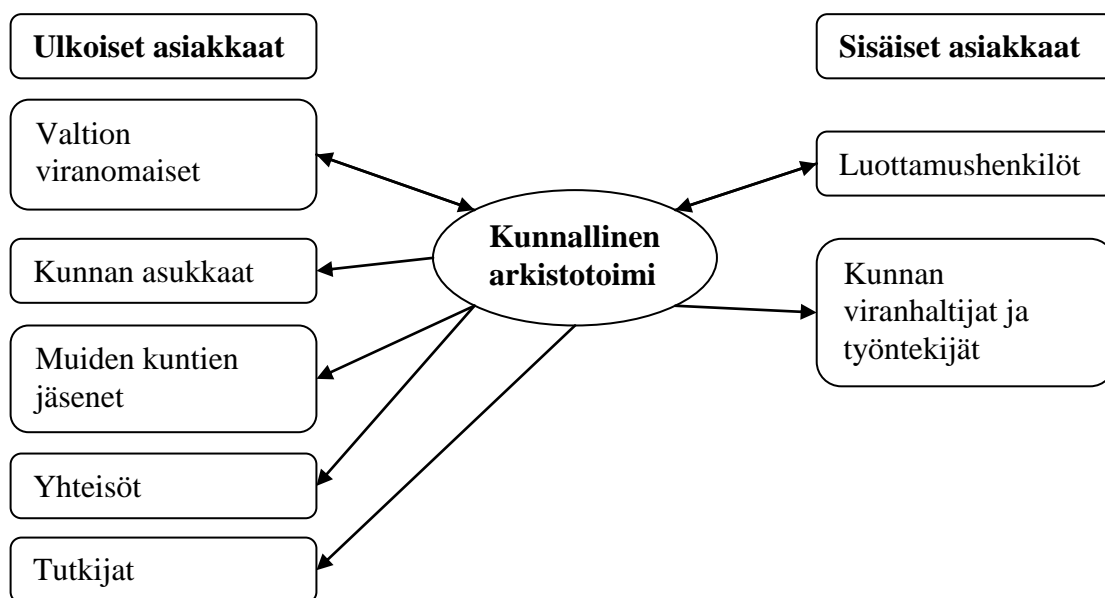 Ulkoiset asiakkaat
Valtion
viranomaiset
Kunnan asukkaat
Muiden kuntien
jäsenet
Yhteisöt
Tutkijat
Kunnallinen
arkistotoimi
Sisäiset asiakkaat
Luottamushenkilöt
Kunnan
viranhaltijat ja
työntekijät